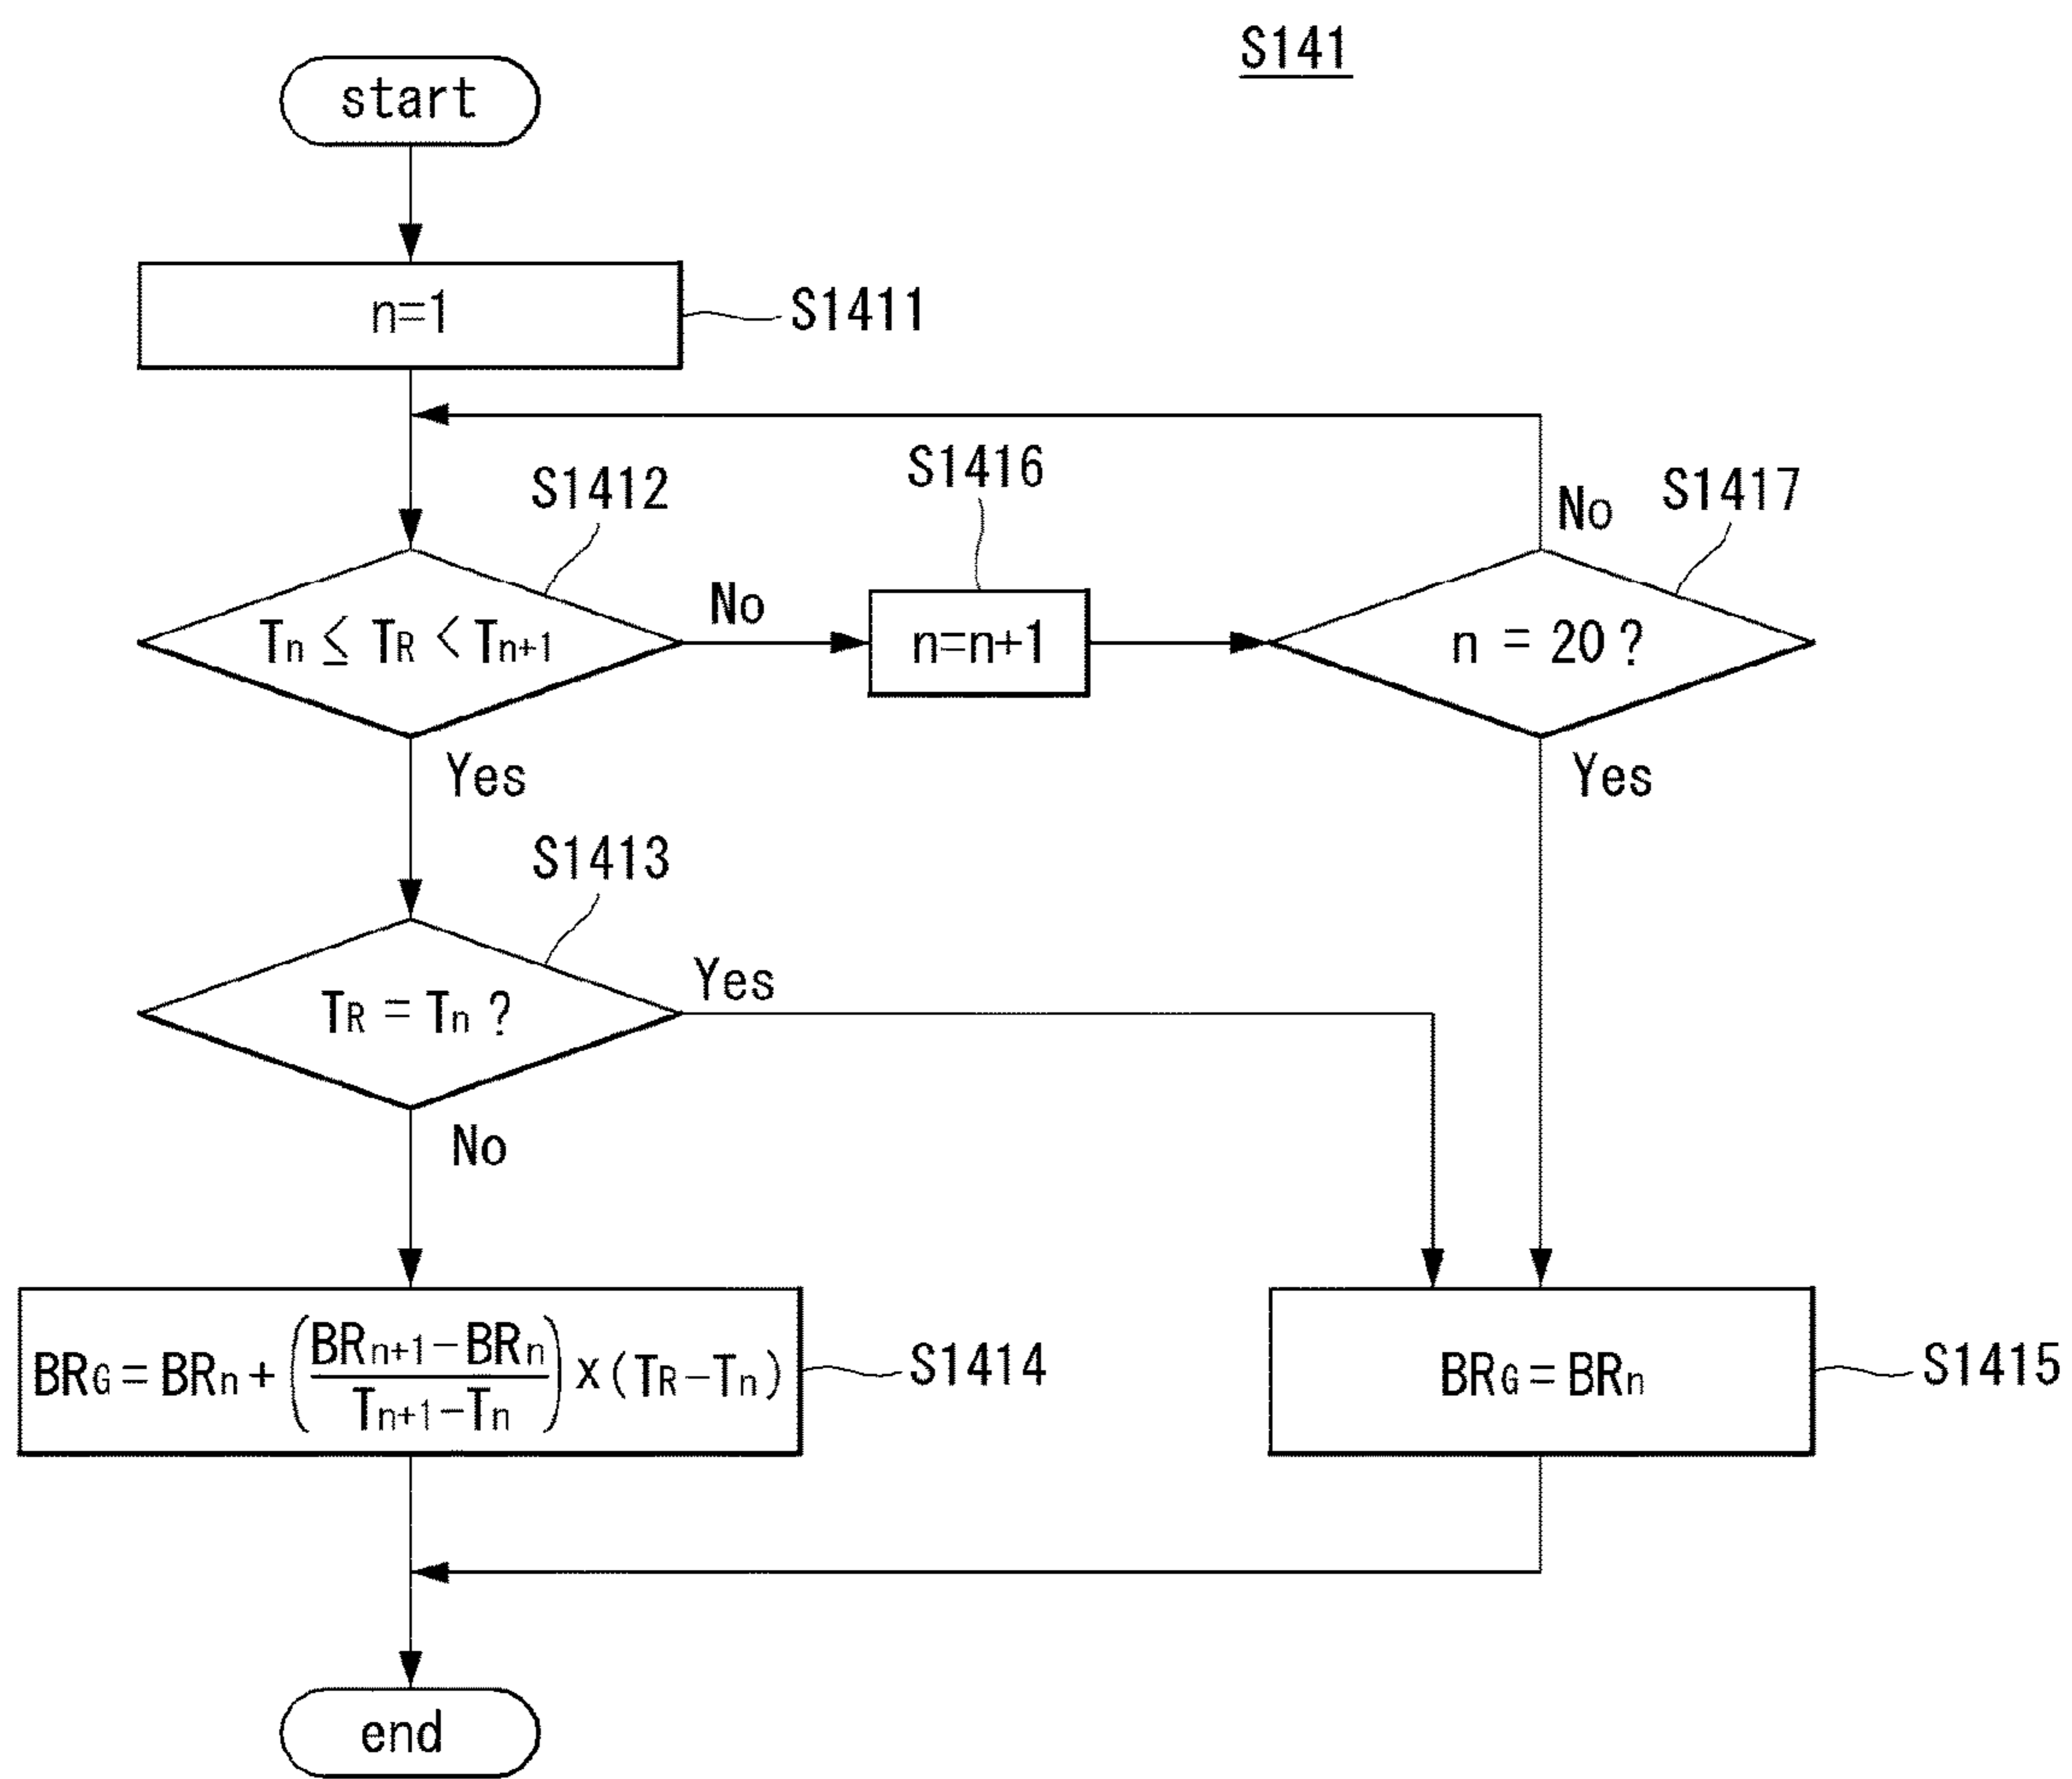 S141
start
n=1
S1411
S1412
S1416
S1417
No
Tn ≤ TR < Tn+1
No
n=n+1
n = 20 ?
Yes
Yes
S1413
TR = Tn ?
Yes
No
BRG = BRn + (BRn+1 − BRn / Tn+1 − Tn) x (TR − Tn)
S1414
BRG = BRn
S1415
end